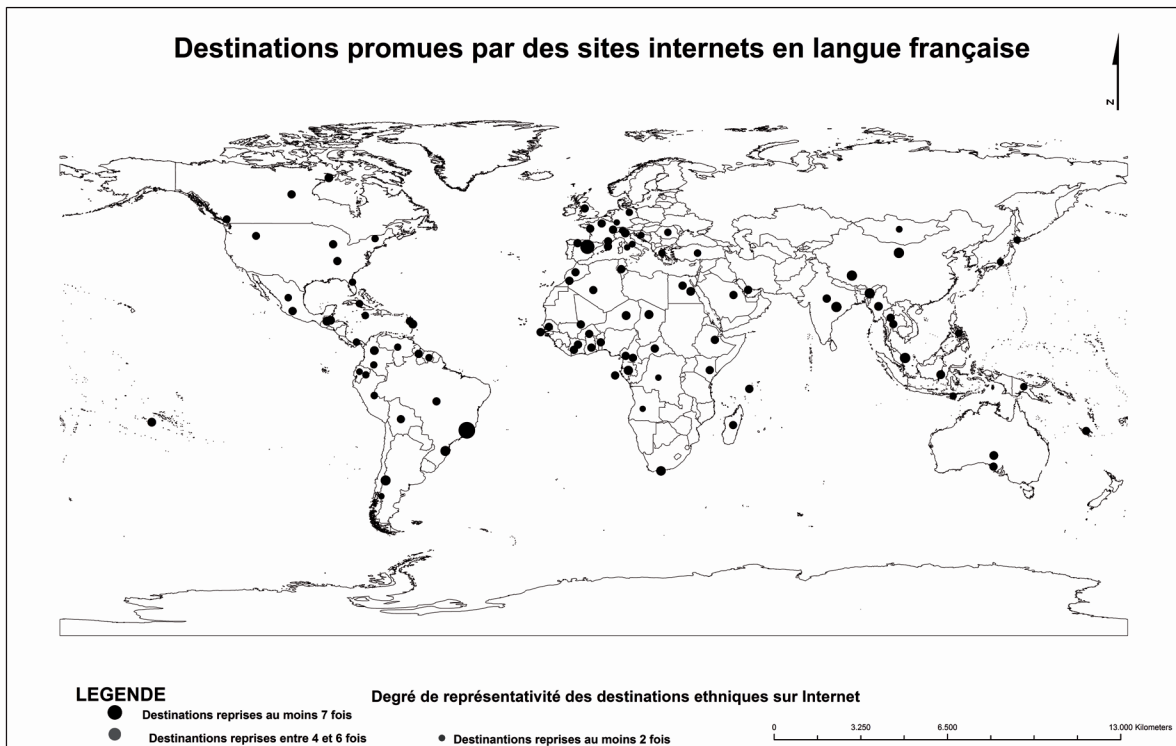 Destinations promues par des sites internets en langue française
N
LEGENDE
Degré de représentativité des destinations ethniques sur Internet
Destinations reprises au moins 7 fois
Destinantions reprises entre 4 et 6 fois
Destinantions reprises au moins 2 fois
0 3.250 6.500 13.000 Kilometers